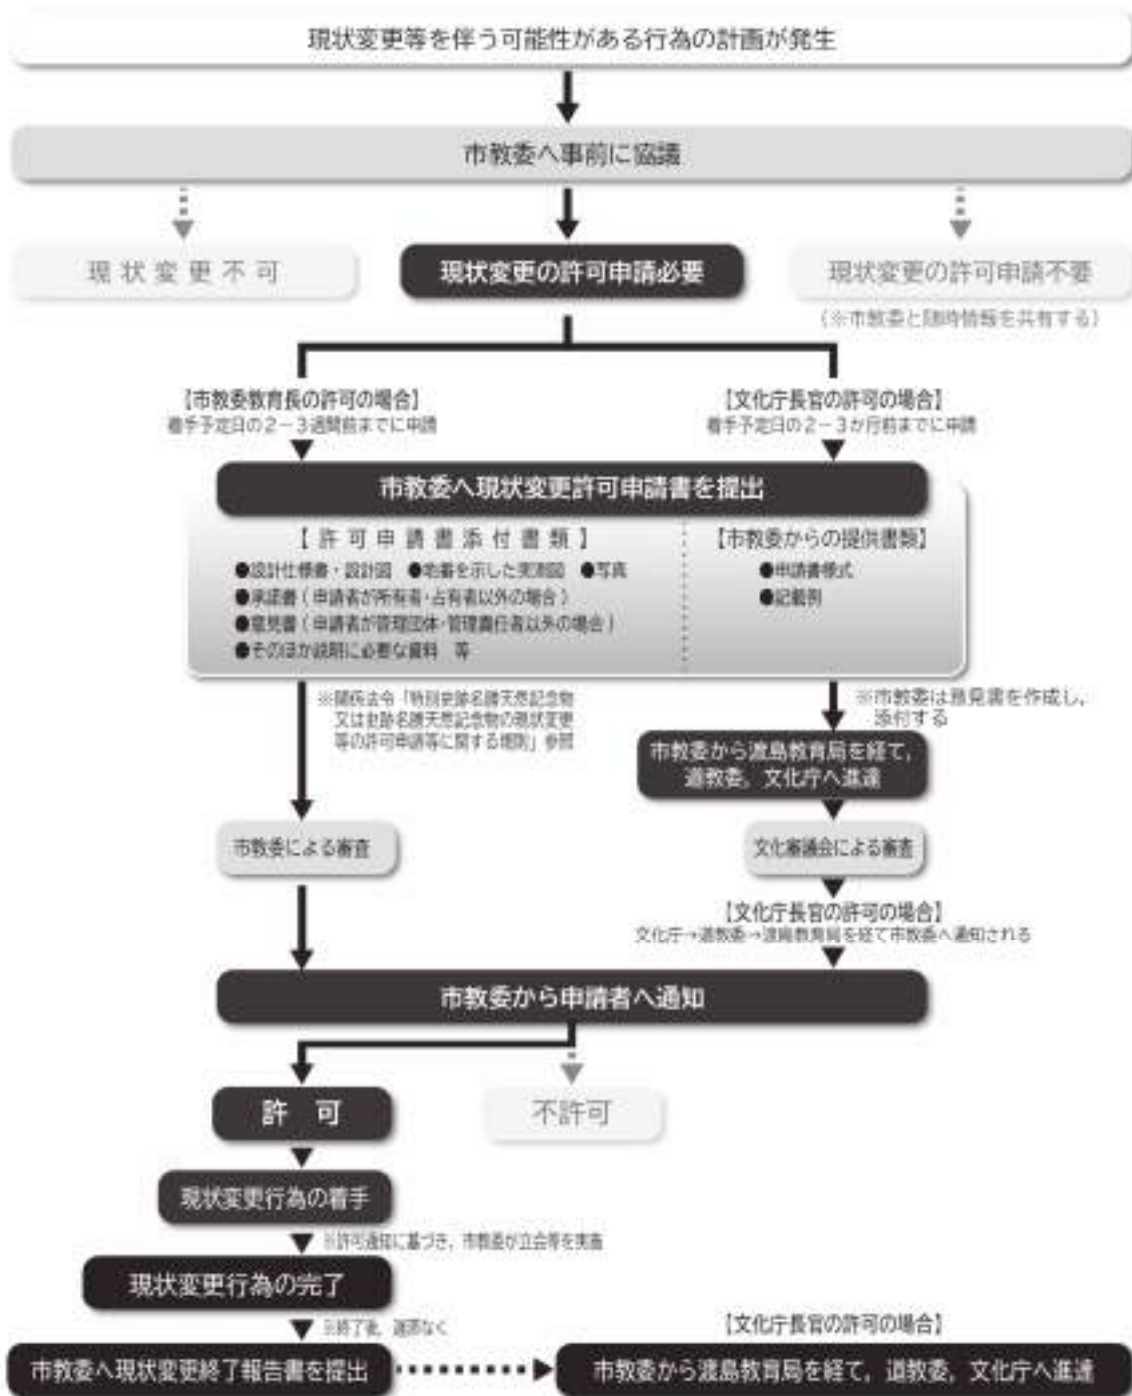 現状変更等を伴う可能性がある行為の計画が発生
市教委へ事前に協議
現状変更不可
現状変更の許可申請必要
現状変更の許可申請不要
(※市教委と随時情報を共有する)
【市教委教育長の許可の場合】
着手予定日の2-3週間前までに申請
【文化庁長官の許可の場合】
着手予定日の2-3か月前までに申請
市教委へ現状変更許可申請書を提出
【許可申請書添付書類】
●設計仕様書・設計図 ●地番を示した実測図 ●写真
●承諾書(申請者が所有者・占有者以外の場合)
●意見書(申請者が管理団体・管理責任者以外の場合)
●そのほか説明に必要な資料 等
【市教委からの提供書類】
●申請書様式
●記載例
※関係法令「特別史跡名勝天然記念物
又は史跡名勝天然記念物の現状変更
等の許可申請等に関する規則」参照
※市教委は意見書を作成し,
添付する
市教委から渡島教育局を経て,
道教委,文化庁へ進達
市教委による審査
文化審議会による審査
【文化庁長官の許可の場合】
文化庁→道教委→渡島教育局を経て市教委へ通知される
市教委から申請者へ通知
許 可
不許可
現状変更行為の着手
※許可通知に基づき,市教委が立会等を実施
現状変更行為の完了
※終了後,遅滞なく
市教委へ現状変更終了報告書を提出
【文化庁長官の許可の場合】
市教委から渡島教育局を経て,道教委,文化庁へ進達